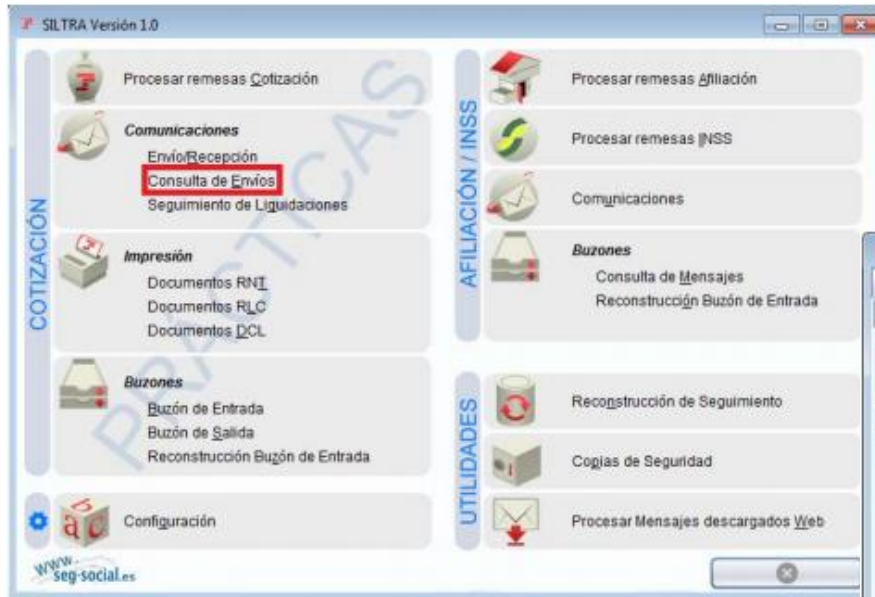 SILTRA Versión 1.0
COTIZACIÓN
Procesar remesas Cotización
Comunicaciones
Envío/Recepción
Consulta de Envíos
Seguimiento de Liquidaciones
Impresión
Documentos RNT
Documentos RLC
Documentos DCL
Buzones
Buzón de Entrada
Buzón de Salida
Reconstrucción Buzón de Entrada
abc
Configuración
www.
seg-social.es
PRÁCTICAS
AFILIACIÓN / INSS
Procesar remesas Afiliación
Procesar remesas INSS
Comunicaciones
Buzones
Consulta de Mensajes
Reconstrucción Buzón de Entrada
UTILIDADES
Reconstrucción de Seguimiento
Copias de Seguridad
Procesar Mensajes descargados Web